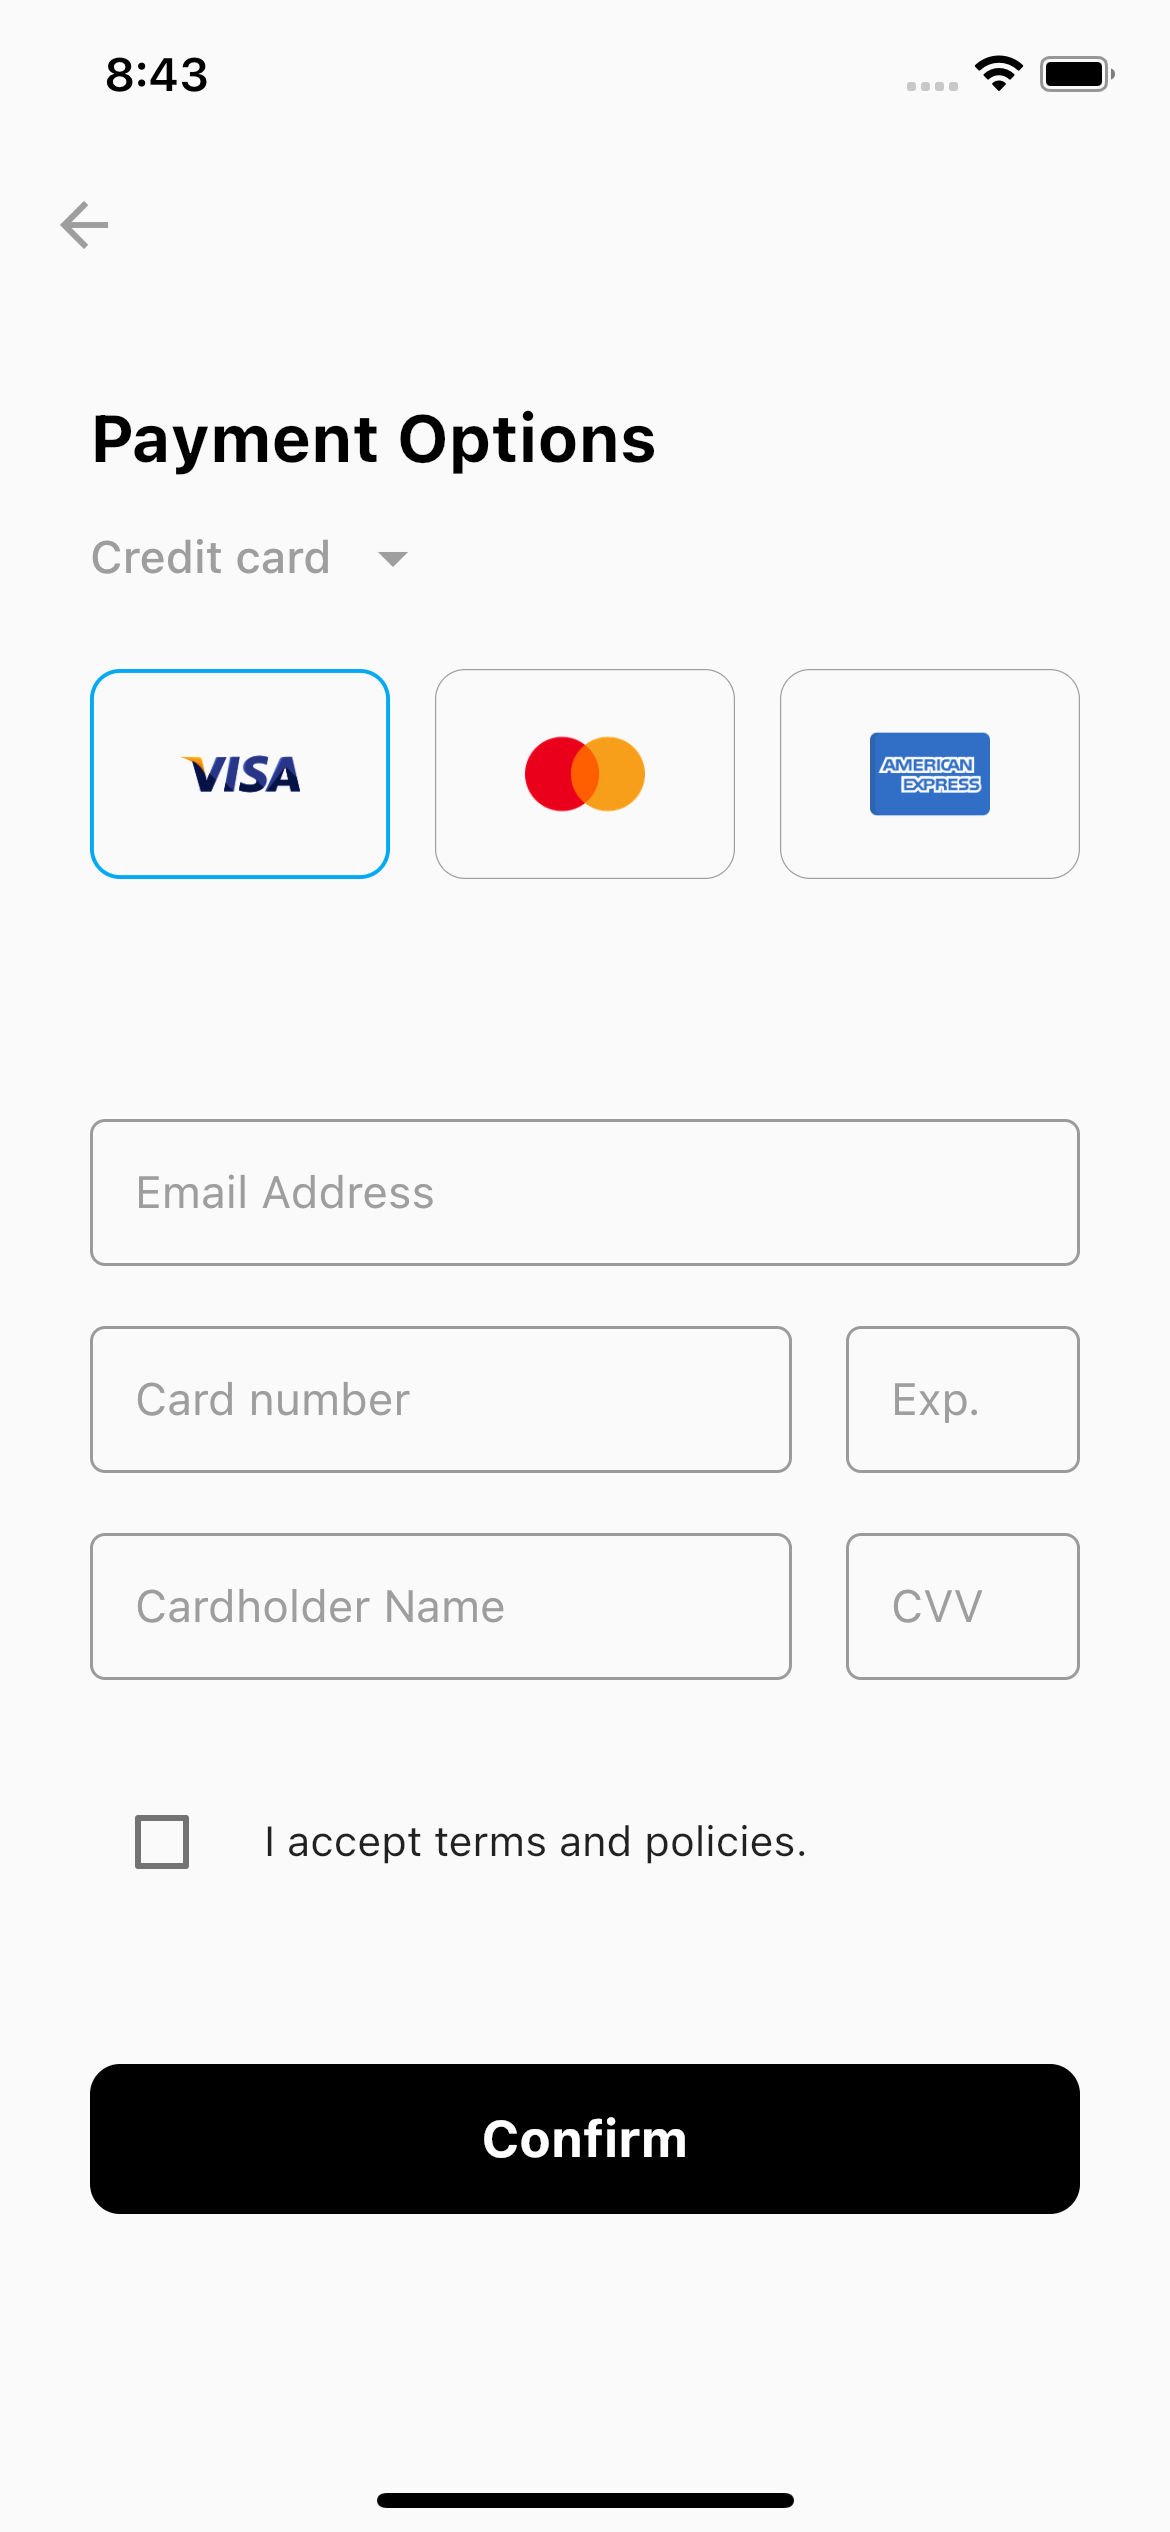 8:43
Payment Options
Credit card
VISA
AMERICAN
EXPRESS
Email Address
Card number
Exp.
Cardholder Name
CVV
I accept terms and policies.
Confirm